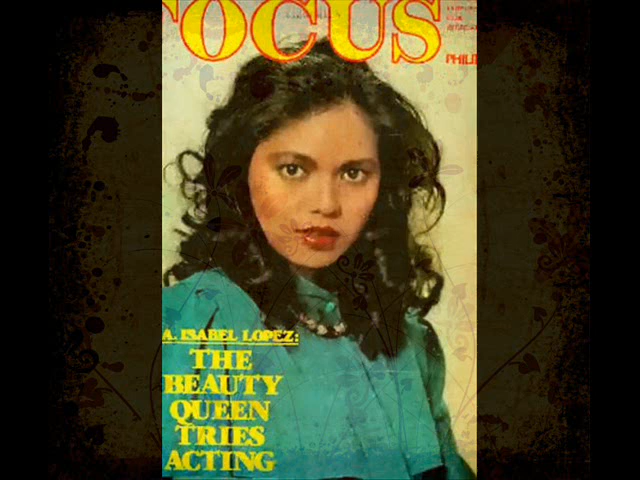 FOCUS
PHILI
A. ISABEL LOPEZ:
THE
BEAUTY
QUEEN
TRIES
ACTING